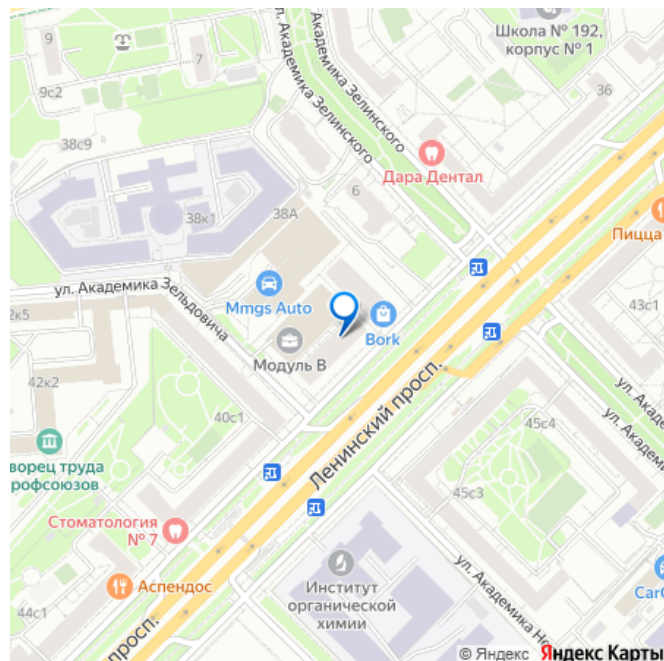 9
7
9с2
Школа № 192,
корпус № 1
36
ул. Академика Зелинского
Академика Зелинского
Дара Дентал
6
38с9
38к1
38А
Пицца
ул. Академика Зельдовича
Mmgs Auto
Bork
Модуль В
43с1
2к5
42к2
40с1
Ленинский просп.
45с4
45с3
ул. Академика
ворец труда
рофсоюзов
Стоматология
№ 7
Аспендос
44с1
просп.
Институт
органической
химии
ул. Академика
CarC
© Яндекс Яндекс Карты